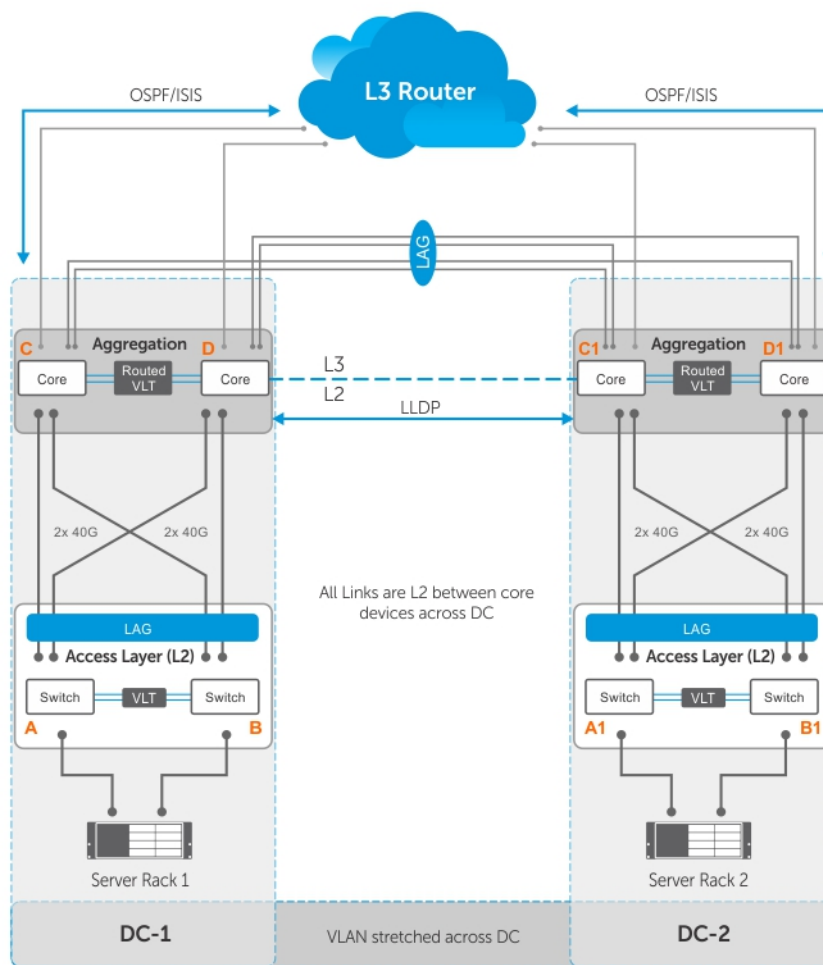 L3 Router
OSPF/ISIS
OSPF/ISIS
LAG
C
Aggregation
D
Core
Routed
VLT
Core
L3
L2
LLDP
C1
Aggregation
D1
Core
Routed
VLT
Core
2x 40G
2x 40G
2x 40G
2x 40G
All Links are L2 between core
devices across DC
LAG
Access Layer (L2)
Switch
VLT
Switch
A
B
LAG
Access Layer (L2)
Switch
VLT
Switch
A1
B1
Server Rack 1
Server Rack 2
DC-1
VLAN stretched across DC
DC-2